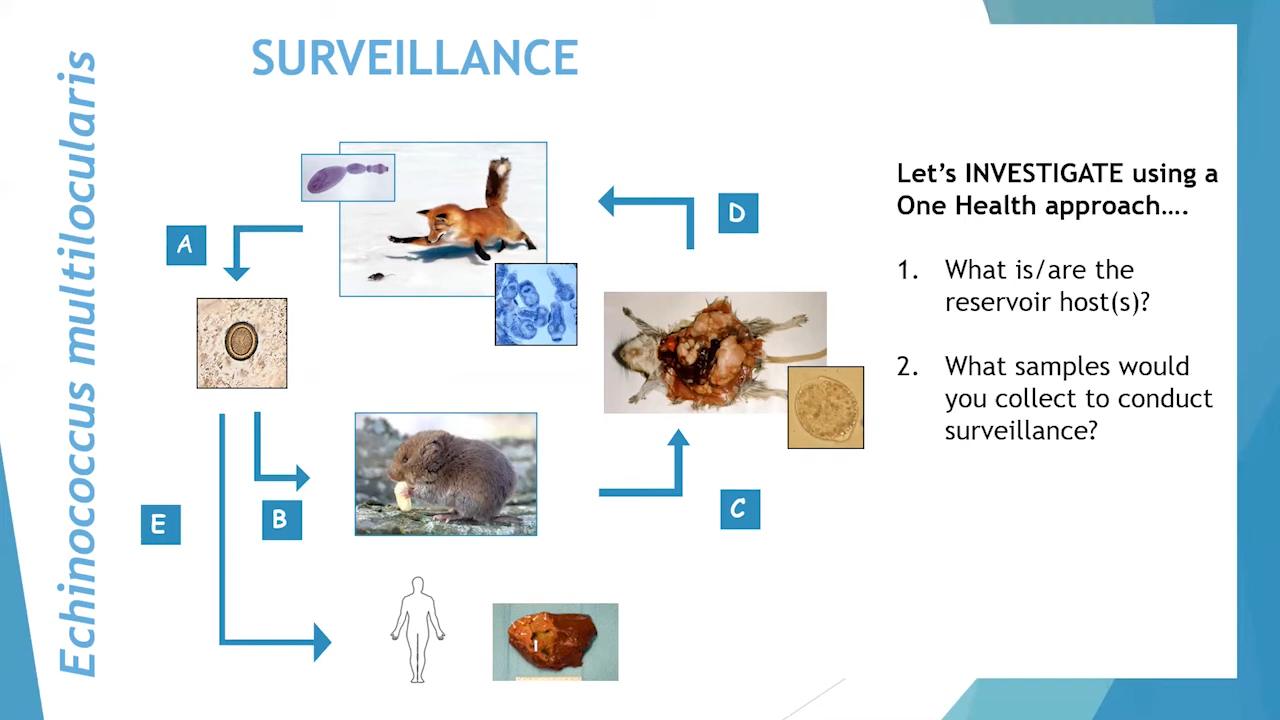 SURVEILLANCE
Echinococcus multilocularis
A
D
E
B
C
Let's INVESTIGATE using a
One Health approach....
1. What is/are the
reservoir host(s)?
2. What samples would
you collect to conduct
surveillance?